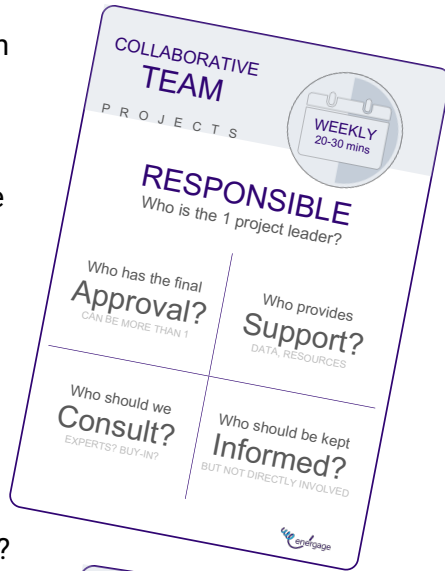 n
e
?
COLLABORATIVE
TEAM
PROJECTS
WEEKLY
20-30 mins
RESPONSIBLE
Who is the 1 project leader?
Who has the final
Approval?
CAN BE MORE THAN 1
Who provides
Support?
DATA, RESOURCES
Who should we
Consult?
EXPERTS? BUY-IN?
Who should be kept
Informed?
BUT NOT DIRECTLY INVOLVED
energage